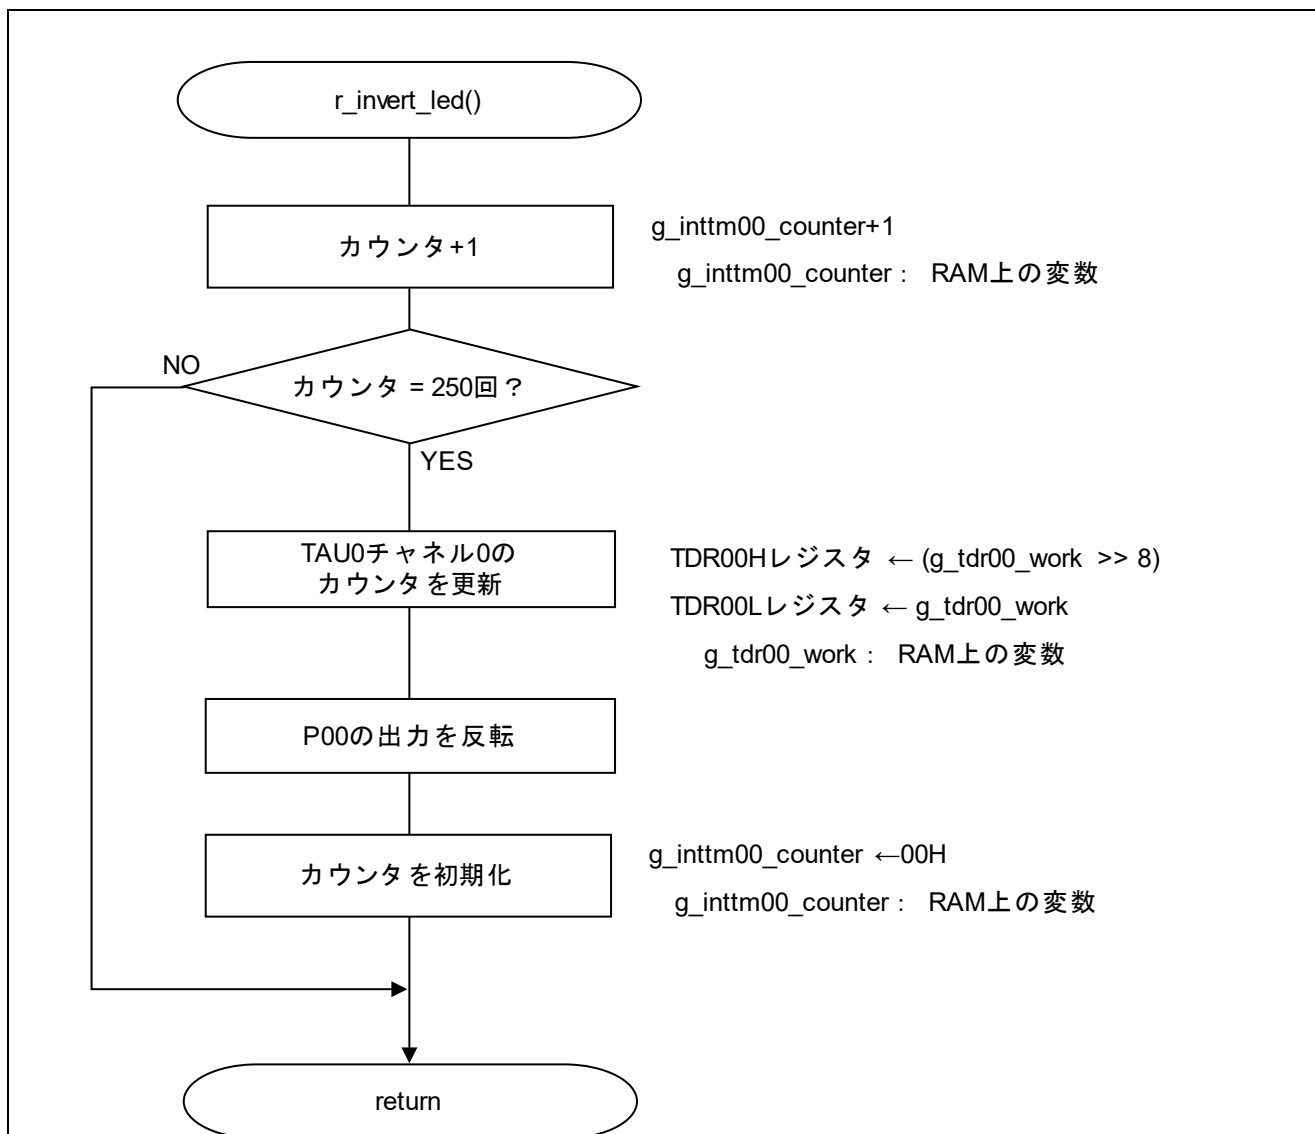 r_invert_led()
カウンタ+1
g_inttm00_counter+1
g_inttm00_counter : RAM上の変数
NO
カウンタ = 250回？
YES
TAU0チャネル0の
カウンタを更新
TDR00Hレジスタ ← (g_tdr00_work >> 8)
TDR00Lレジスタ ← g_tdr00_work
g_tdr00_work : RAM上の変数
P00の出力を反転
カウンタを初期化
g_inttm00_counter ←00H
g_inttm00_counter : RAM上の変数
return